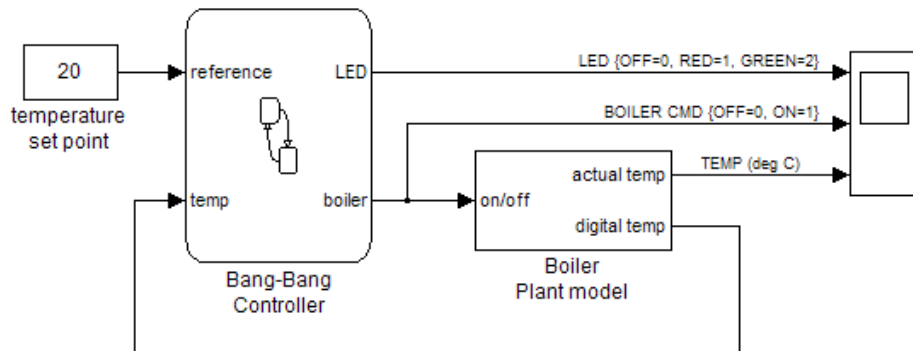 20
temperature
set point
reference
LED
temp
boiler
Bang-Bang
Controller
LED {OFF=0, RED=1, GREEN=2}
BOILER CMD {OFF=0, ON=1}
on/off
actual temp
digital temp
TEMP (deg C)
Boiler
Plant model